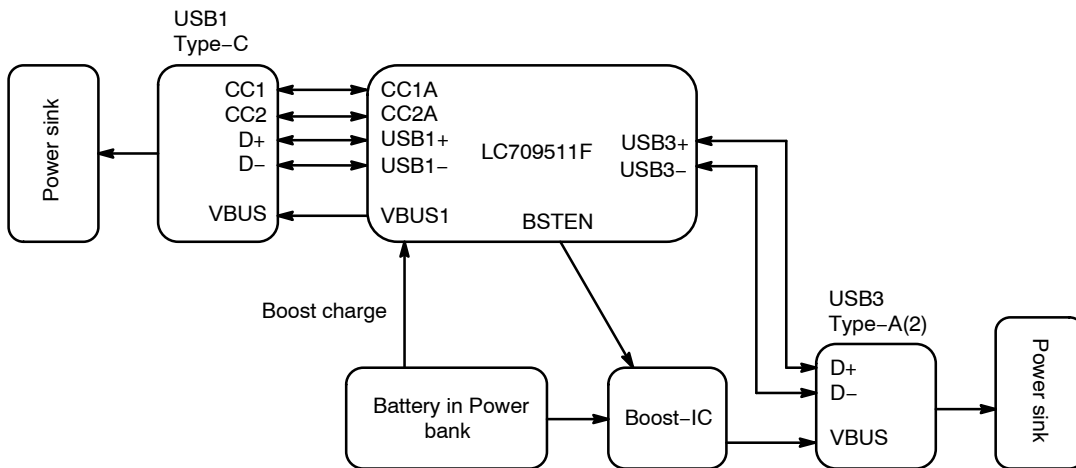 USB1
Type−C
Power sink
CC1
CC2
D+
D−
VBUS
CC1A
CC2A
USB1+
USB1−
VBUS1
LC709511F
USB3+
USB3−
BSTEN
Boost charge
Battery in Power
bank
Boost−IC
USB3
Type−A(2)
D+
D−
VBUS
Power sink